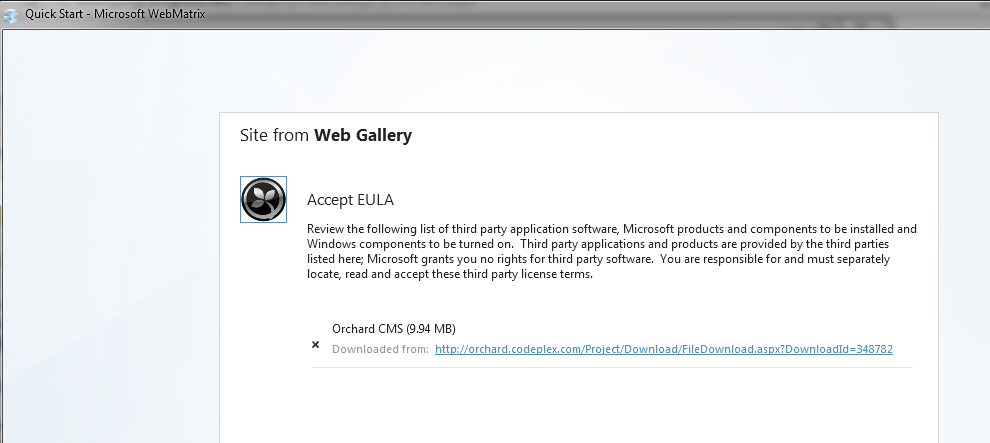 Quick Start - Microsoft WebMatrix
Site from Web Gallery
Accept EULA
Review the following list of third party application software, Microsoft products and components to be installed and
Windows components to be turned on.  Third party applications and products are provided by the third parties
listed here; Microsoft grants you no rights for third party software.  You are responsible for and must separately
locate, read and accept these third party license terms.
Orchard CMS (9.94 MB)
Downloaded from: http://orchard.codeplex.com/Project/Download/FileDownload.aspx?DownloadId=348782